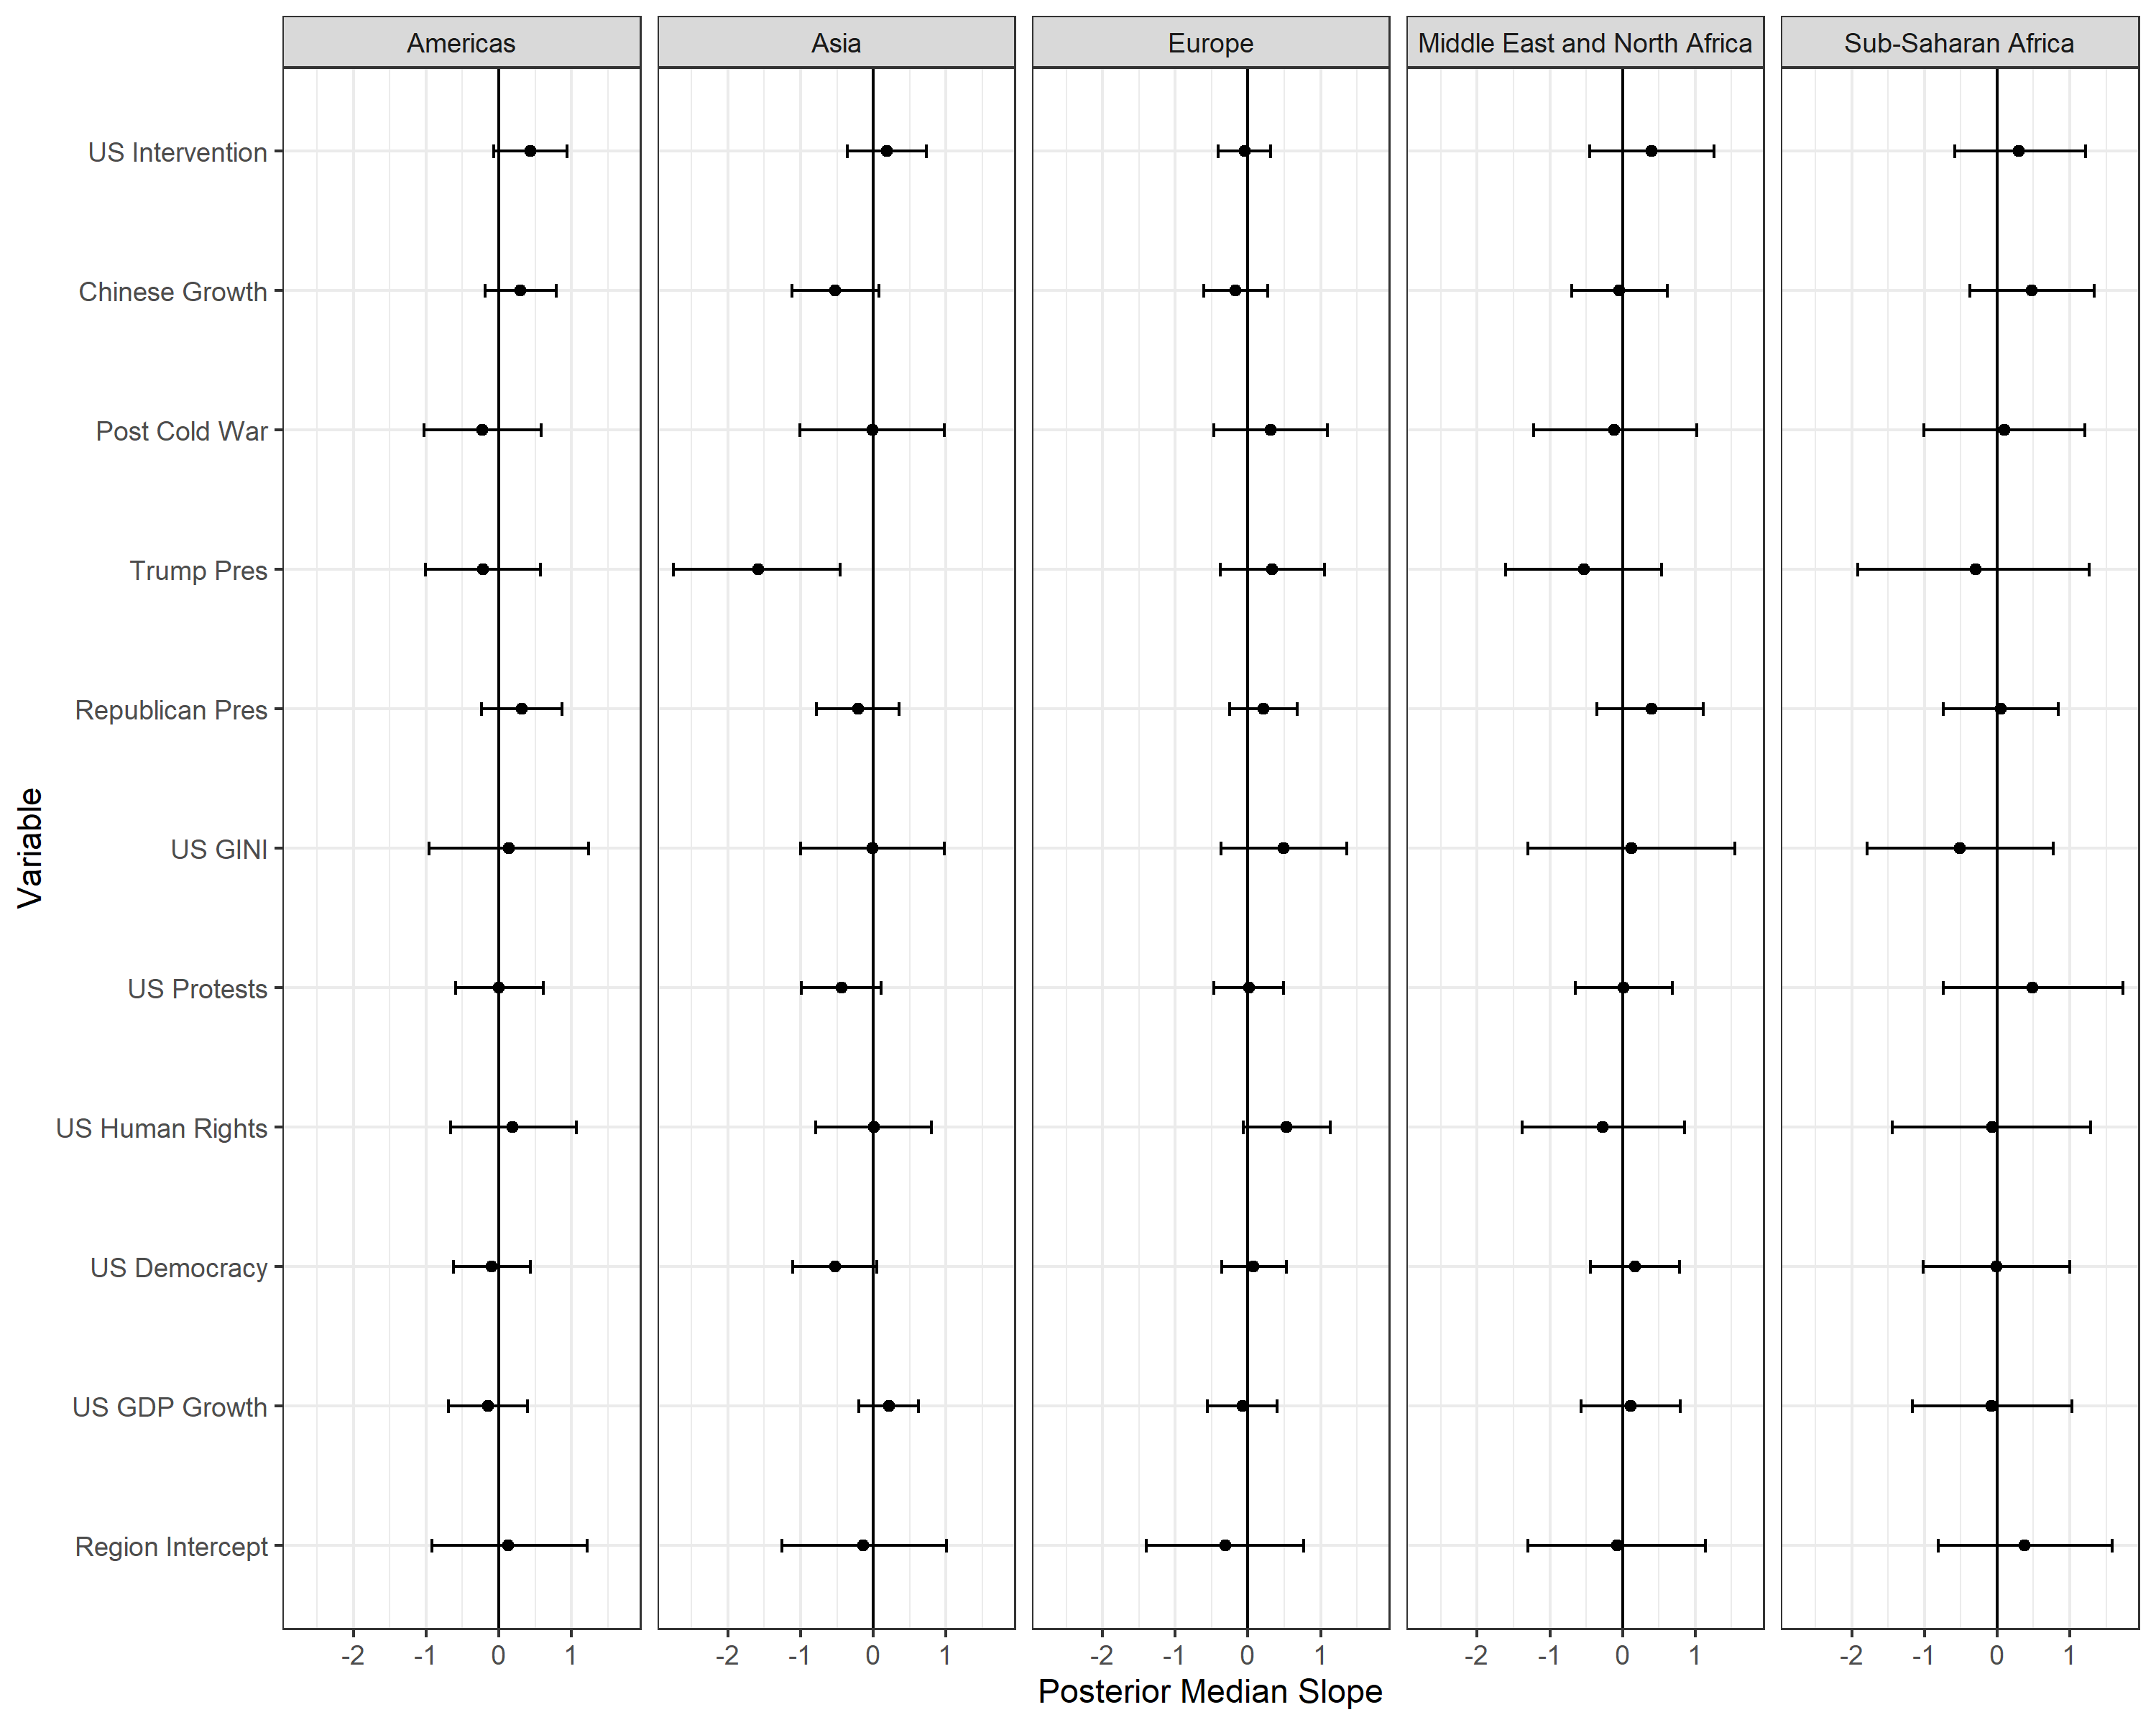 Americas
Asia
Europe
Middle East and North Africa
Sub-Saharan Africa
US Intervention
Chinese Growth
Post Cold War
Trump Pres
Republican Pres
US GINI
US Protests
US Human Rights
US Democracy
US GDP Growth
Region Intercept
Variable
-2 -1 0 1
-2 -1 0 1
-2 -1 0 1
-2 -1 0 1
-2 -1 0 1
Posterior Median Slope